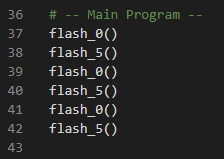 36 # -- Main Program --
37 flash_0()
38 flash_5()
39 flash_0()
40 flash_5()
41 flash_0()
42 flash_5()
43